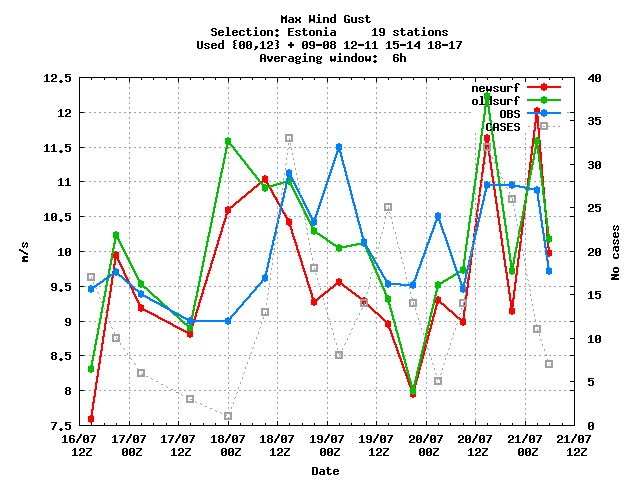 Max Wind Gust
Selection: Estonia     19 stations
Used {00,12} + 09-08 12-11 15-14 18-17
Averaging window:  6h
newsurf
oldsurf
OBS
CASES
12.5
12
11.5
11
10.5
10
9.5
9
8.5
8
7.5
m/s
40
35
30
25
20
15
10
5
0
No cases
16/07 17/07 17/07 18/07 18/07 19/07 19/07 20/07 20/07 21/07 21/07
12Z 00Z 12Z 00Z 12Z 00Z 12Z 00Z 12Z 00Z 12Z
Date